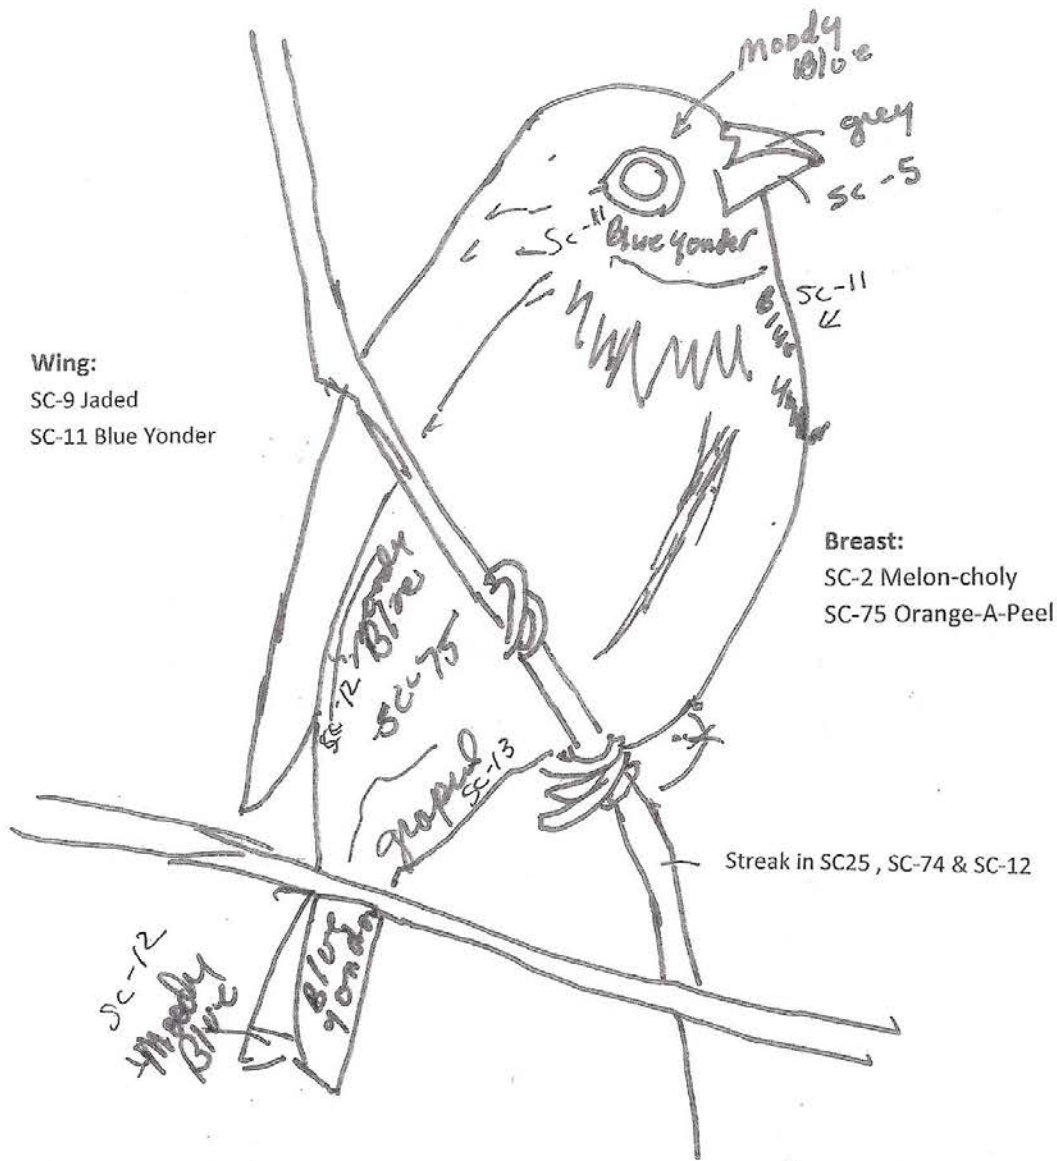 Moody
Blue
grey
SC-5
SC-11
Blue Yonder
SC-11
Blue
Yonder
Wing:
SC-9 Jaded
SC-11 Blue Yonder
Breast:
SC-2 Melon-choly
SC-75 Orange-A-Peel
SC-12 Moody
Blue
SC-75
graped
SC-13
Streak in SC25 , SC-74 & SC-12
Blue
yonder
SC-12
Moody
Blue